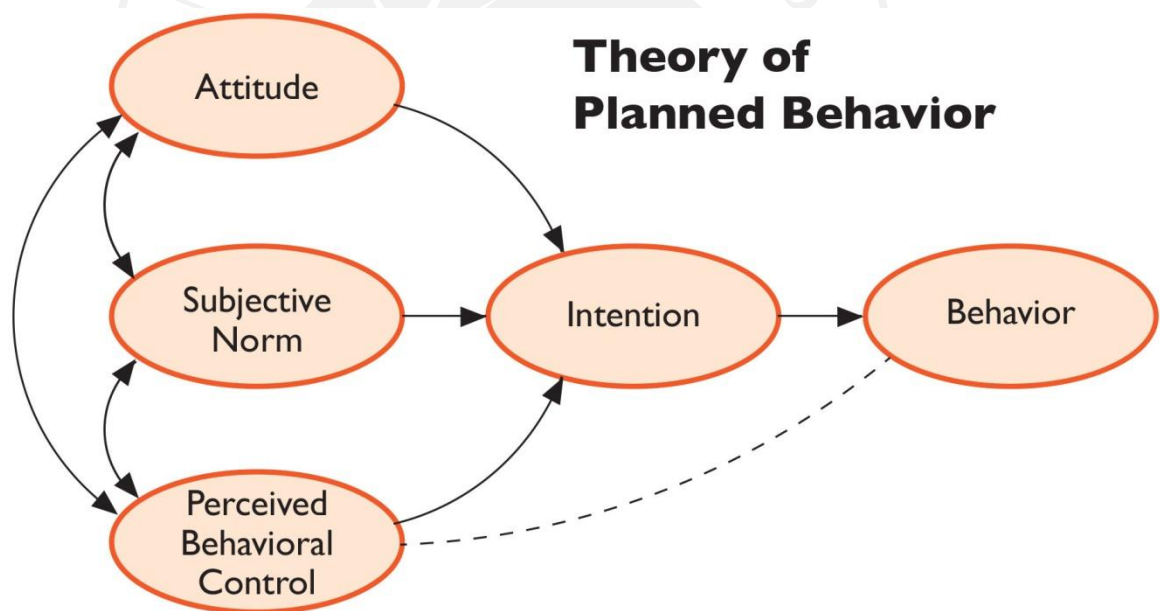 Theory of
Planned Behavior
Attitude
Subjective
Norm
Intention
Behavior
Perceived
Behavioral
Control